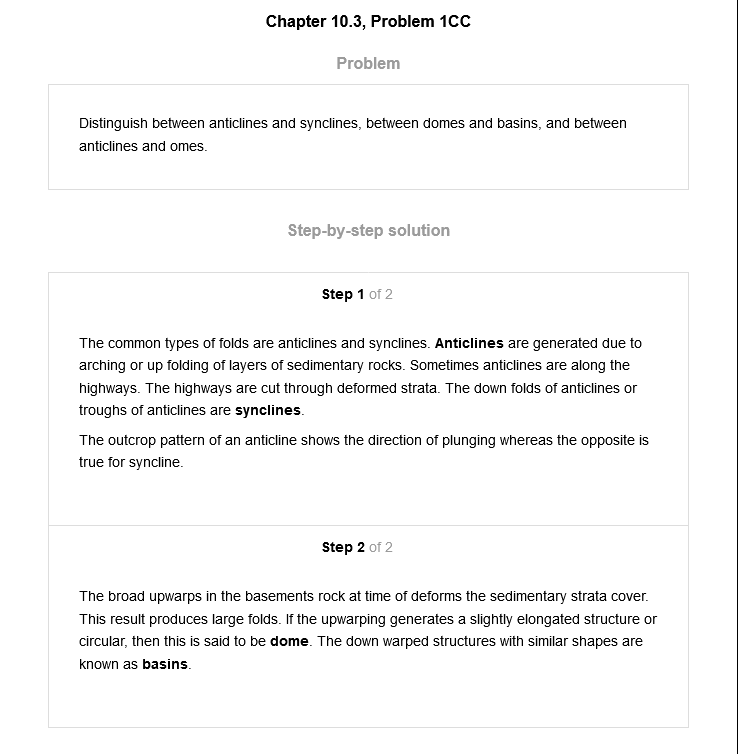 Chapter 10.3, Problem 1CC
Problem
Distinguish between anticlines and synclines, between domes and basins, and between
anticlines and omes.
Step-by-step solution
Step 1 of 2
The common types of folds are anticlines and synclines. Anticlines are generated due to
arching or up folding of layers of sedimentary rocks. Sometimes anticlines are along the
highways. The highways are cut through deformed strata. The down folds of anticlines or
troughs of anticlines are synclines.
The outcrop pattern of an anticline shows the direction of plunging whereas the opposite is
true for syncline.
Step 2 of 2
The broad upwarps in the basements rock at time of deforms the sedimentary strata cover.
This result produces large folds. If the upwarping generates a slightly elongated structure or
circular, then this is said to be dome. The down warped structures with similar shapes are
known as basins.